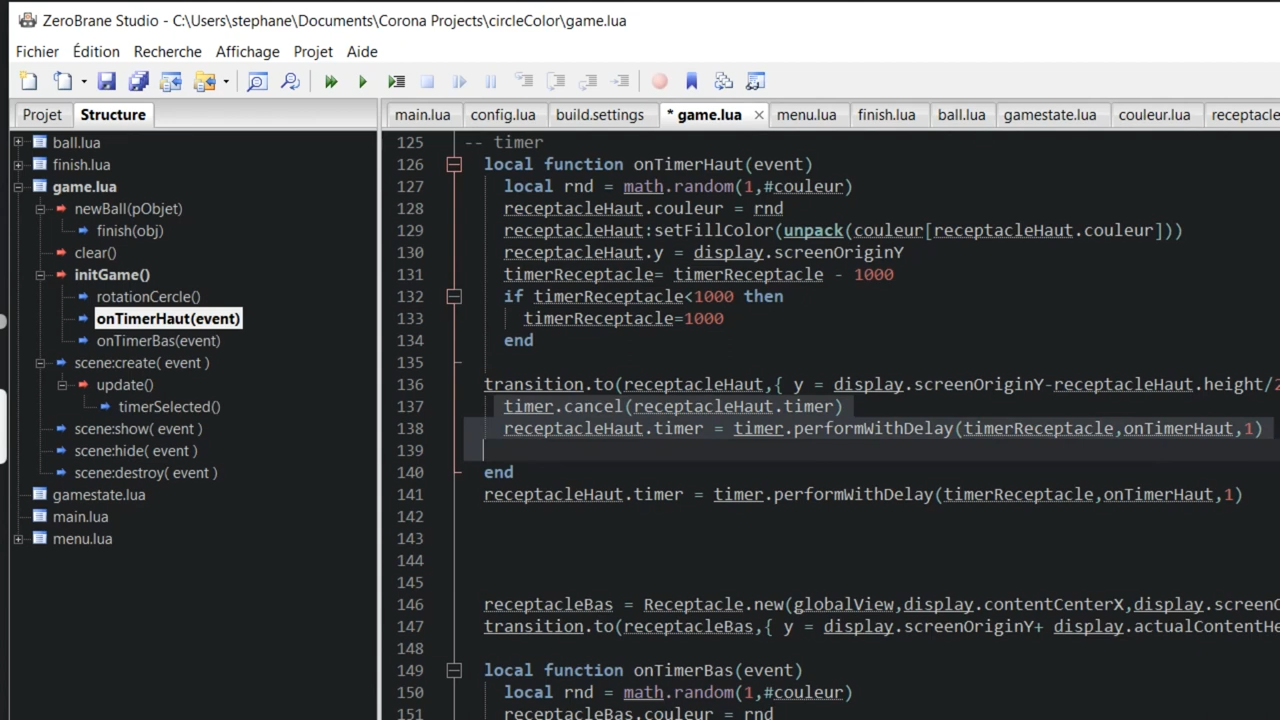 ZeroBrane Studio - C:\Users\stephane\Documents\Corona Projects\circleColor\game.lua
Fichier Édition Recherche Affichage Projet Aide
Projet Structure
main.lua config.lua build.settings * game.lua menu.lua finish.lua ball.lua gamestate.lua couleur.lua receptacle
ball.lua
finish.lua
game.lua
newBall(pObjet)
finish(obj)
clear()
initGame()
rotationCercle()
onTimerHaut(event)
onTimerBas(event)
scene:create( event )
update()
timerSelected()
scene:show( event )
scene:hide( event )
scene:destroy( event )
gamestate.lua
main.lua
menu.lua
125 -- timer
126 local function onTimerHaut(event)
127 local rnd = math.random(1,#couleur)
128 receptacleHaut.couleur = rnd
129 receptacleHaut:setFillColor(unpack(couleur[receptacleHaut.couleur]))
130 receptacleHaut.y = display.screenOriginY
131 timerReceptacle= timerReceptacle - 1000
132 if timerReceptacle<1000 then
133 timerReceptacle=1000
134 end
135
136 transition.to(receptacleHaut,{ y = display.screenOriginY-receptacleHaut.height/2
137 timer.cancel(receptacleHaut.timer)
138 receptacleHaut.timer = timer.performWithDelay(timerReceptacle,onTimerHaut,1)
139
140 end
141 receptacleHaut.timer = timer.performWithDelay(timerReceptacle,onTimerHaut,1)
142
143
144
145
146 receptacleBas = Receptacle.new(globalView,display.contentCenterX,display.screenO
147 transition.to(receptacleBas,{ y = display.screenOriginY+ display.actualContentHe
148
149 local function onTimerBas(event)
150 local rnd = math.random(1,#couleur)
151 receptacleBas.couleur = rnd